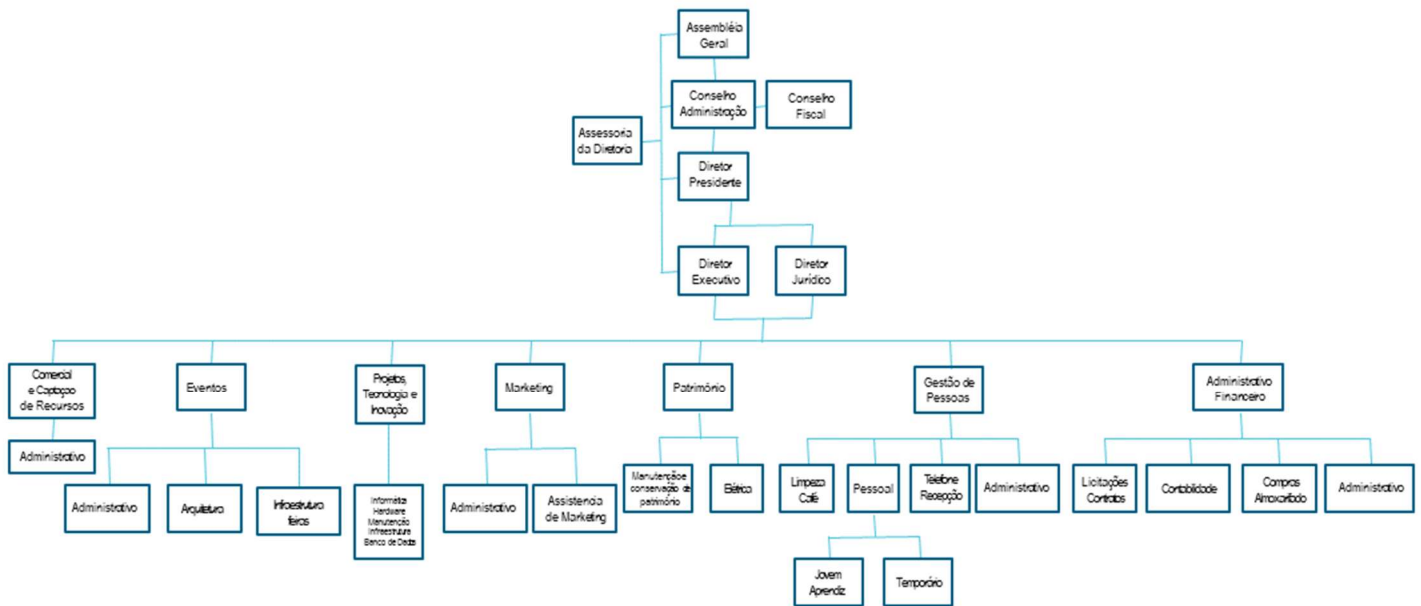 Assembléia
Geral
Conselho
Administração
Conselho
Fiscal
Assessoria
da Diretoria
Diretor
Presidente
Diretor
Executivo
Diretor
Jurídico
Comercial
e Captação
de Recursos
Eventos
Projetos,
Tecnologia e
Inovação
Marketing
Património
Gestão de
Pessoas
Administrativo
Financeiro
Administrativo
Administrativo
Arquitetura
Infraestrutura
feiras
Informática
Hardware
Manutenção
Infraestrutura
Banco de Dados
Administrativo
Assistencia
de Marketing
Manutenção e
conservação de
património
Elétrica
Limpeza
Café
Pessoal
Telefone
Recepção
Administrativo
Licitações
Contratos
Contabilidade
Compras
Almoxarifado
Administrativo
Jovem
Aprendiz
Temporário